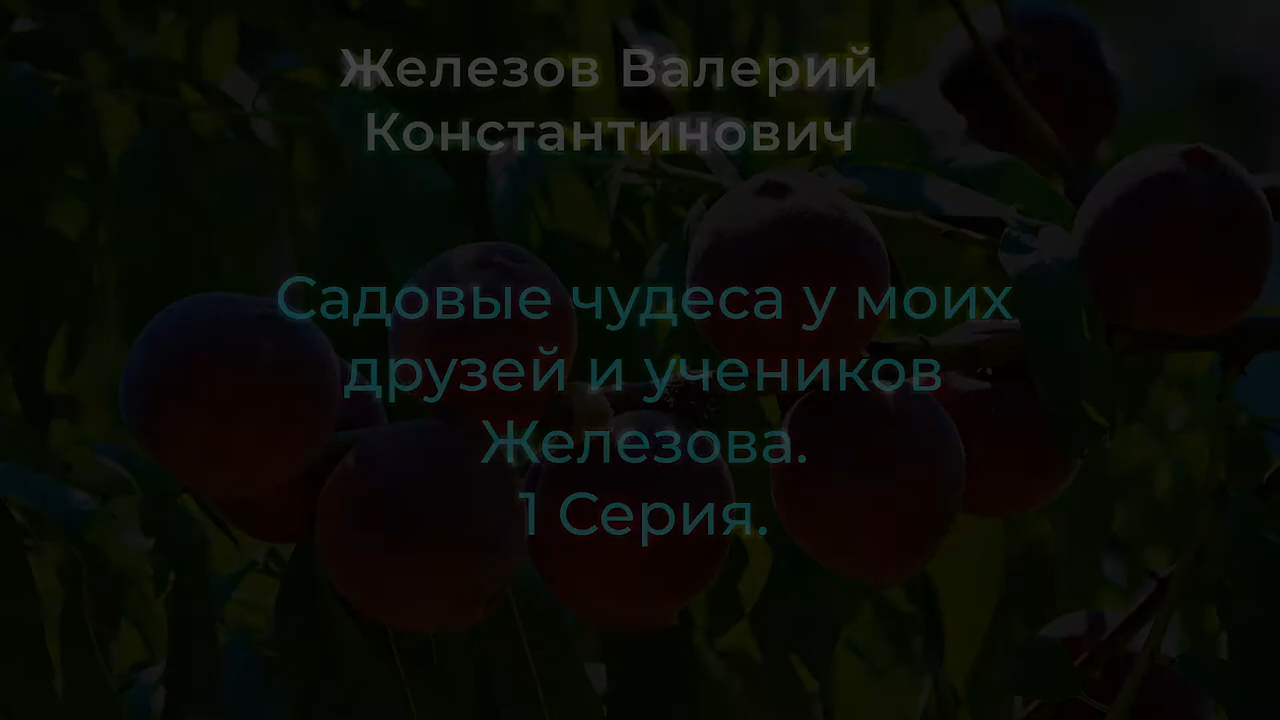 Железов Валерий
Константинович
Садовые чудеса у моих
друзей и учеников
Железова.
1 Серия.